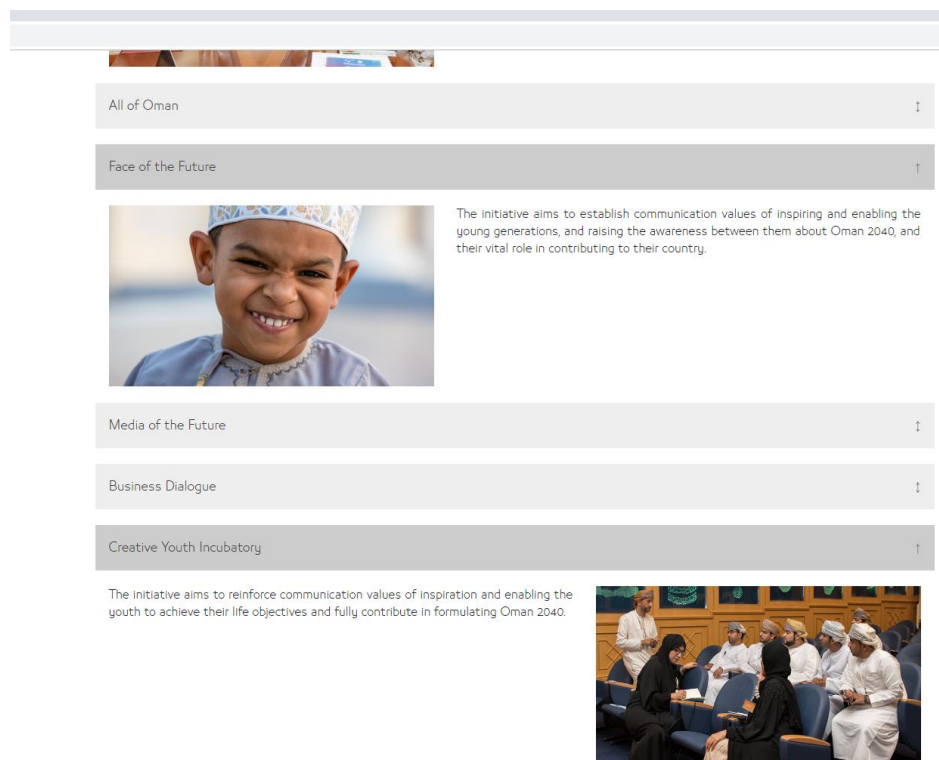 All of Oman
Face of the Future
The initiative aims to establish communication values of inspiring and enabling the
young generations, and raising the awareness between them about Oman 2040, and
their vital role in contributing to their country.
Media of the Future
Business Dialogue
Creative Youth Incubatory
The initiative aims to reinforce communication values of inspiration and enabling the
youth to achieve their life objectives and fully contribute in formulating Oman 2040.